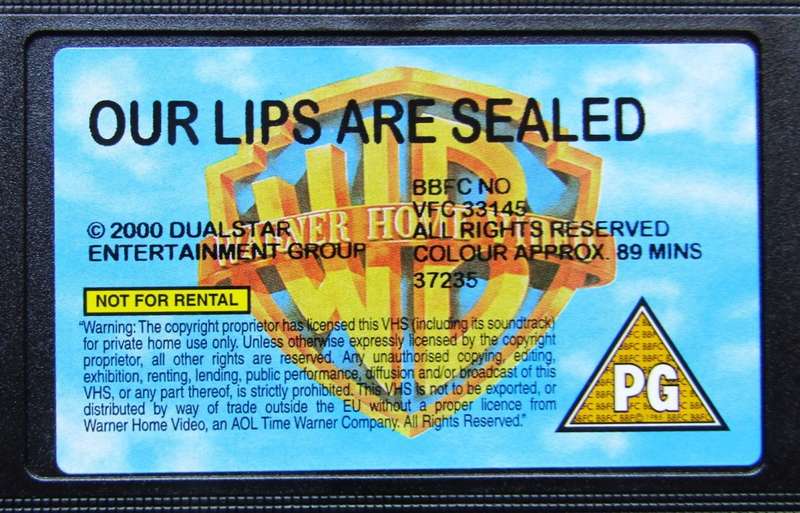 OUR LIPS ARE SEALED
BBFC NO
VFC 33145
© 2000 DUALSTAR ALL RIGHTS RESERVED
ENTERTAINMENT GROUP COLOUR APPROX. 89 MINS
37235
WARNER HOME
WB
NOT FOR RENTAL
"Warning: The copyright proprietor has licensed this VHS (including its soundtrack)
for private home use only. Unless otherwise expressly licensed by the copyright
proprietor, all other rights are reserved. Any unauthorised copying, editing,
exhibition, renting, lending, public performance, diffusion and/or broadcast of this
VHS, or any part thereof, is strictly prohibited. This VHS is not to be exported, or
distributed by way of trade outside the EU without a proper licence from
Warner Home Video, an AOL Time Warner Company. All Rights Reserved."
PG